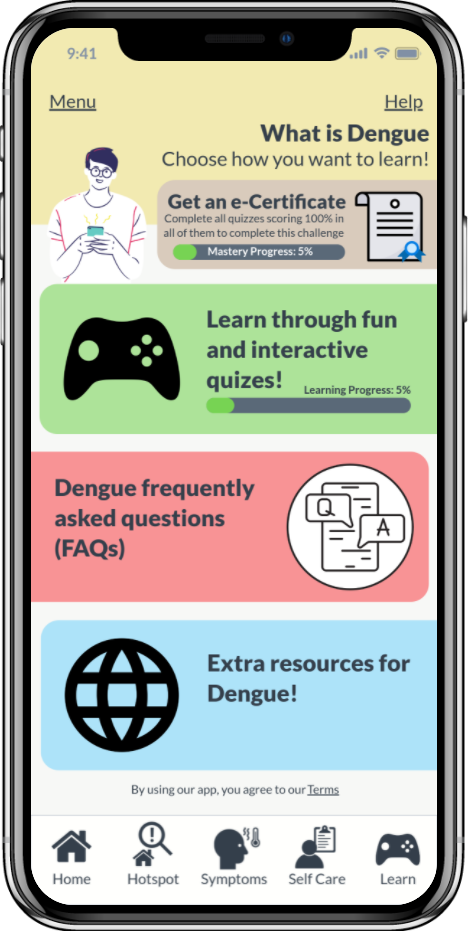 9:41
Menu
Help
What is Dengue
Choose how you want to learn!
Get an e-Certificate
Complete all quizzes scoring 100% in
all of them to complete this challenge
Mastery Progress: 5%
Learn through fun
and interactive
quizes!
Learning Progress: 5%
Dengue frequently
asked questions
(FAQs)
Q
A
Extra resources for
Dengue!
By using our app, you agree to our Terms
Home
Hotspot
Symptoms
Self Care
Learn